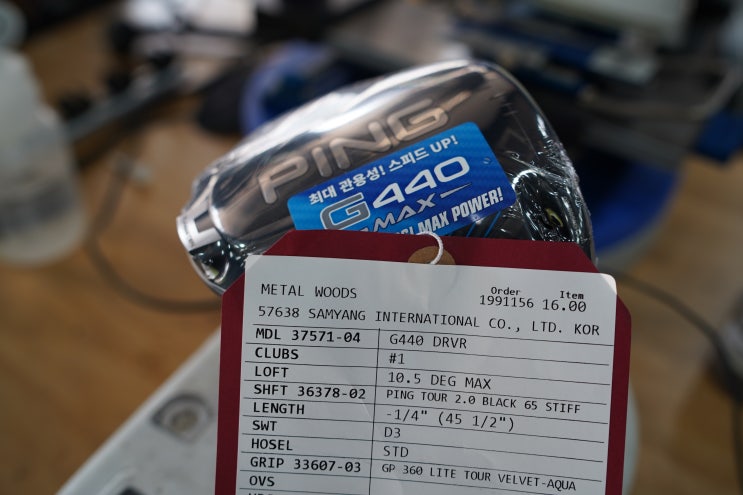 PING
최대 관용성! 스피드 UP!
G440
MAX
MAX POWER!
METAL WOODS
Order Item
1991156 16.00
57638 SAMYANG INTERNATIONAL CO., LTD. KOR
MDL 37571-04 G440 DRVR
CLUBS #1
LOFT 10.5 DEG MAX
SHFT 36378-02 PING TOUR 2.0 BLACK 65 STIFF
LENGTH -1/4" (45 1/2")
SWT D3
HOSEL STD
GRIP 33607-03 GP 360 LITE TOUR VELVET-AQUA
OVS